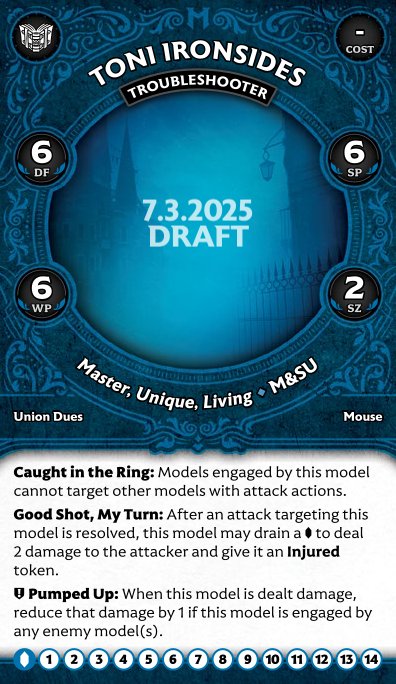 -
COST
TONI IRONSIDES
TROUBLESHOOTER
6
DF
6
SP
7.3.2025
DRAFT
6
WP
2
SZ
Master, Unique, Living ⬩ M&SU
Union Dues
Mouse
Caught in the Ring: Models engaged by this model
cannot target other models with attack actions.
Good Shot, My Turn: After an attack targeting this
model is resolved, this model may drain a to deal
2 damage to the attacker and give it an Injured
token.
Pumped Up: When this model is dealt damage,
reduce that damage by 1 if this model is engaged by
any enemy model(s).
1 2 3 4 5 6 7 8 9 10 11 12 13 14